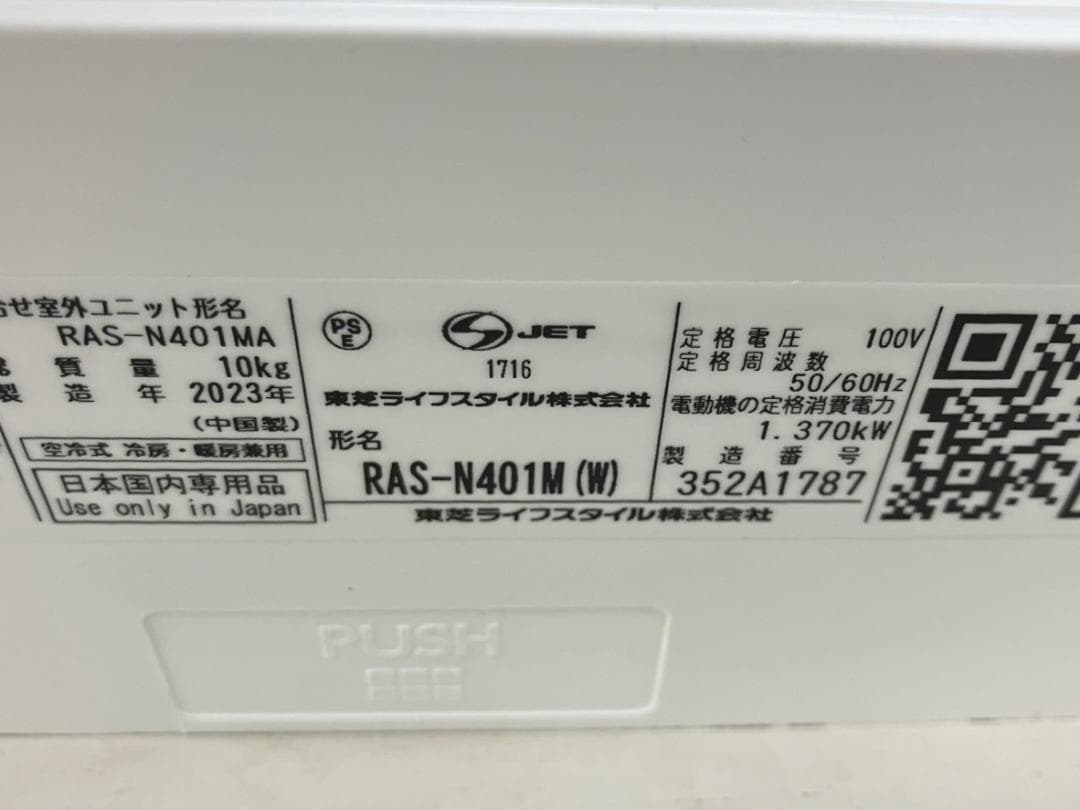 せ室外ユニット形名
RAS-N401MA
質量 10kg
製造年 2023年
(中国製)
空冷式 冷房・暖房兼用
日本国内専用品
Use only in Japan
PS
E
JET
1716
東芝ライフスタイル株式会社
形名
RAS-N401M(W)
定格電圧 100V
定格周波数
50/60Hz
電動機の定格消費電力
1.370kW
製造番号
352A1787
東芝ライフスタイル株式会社
PUSH